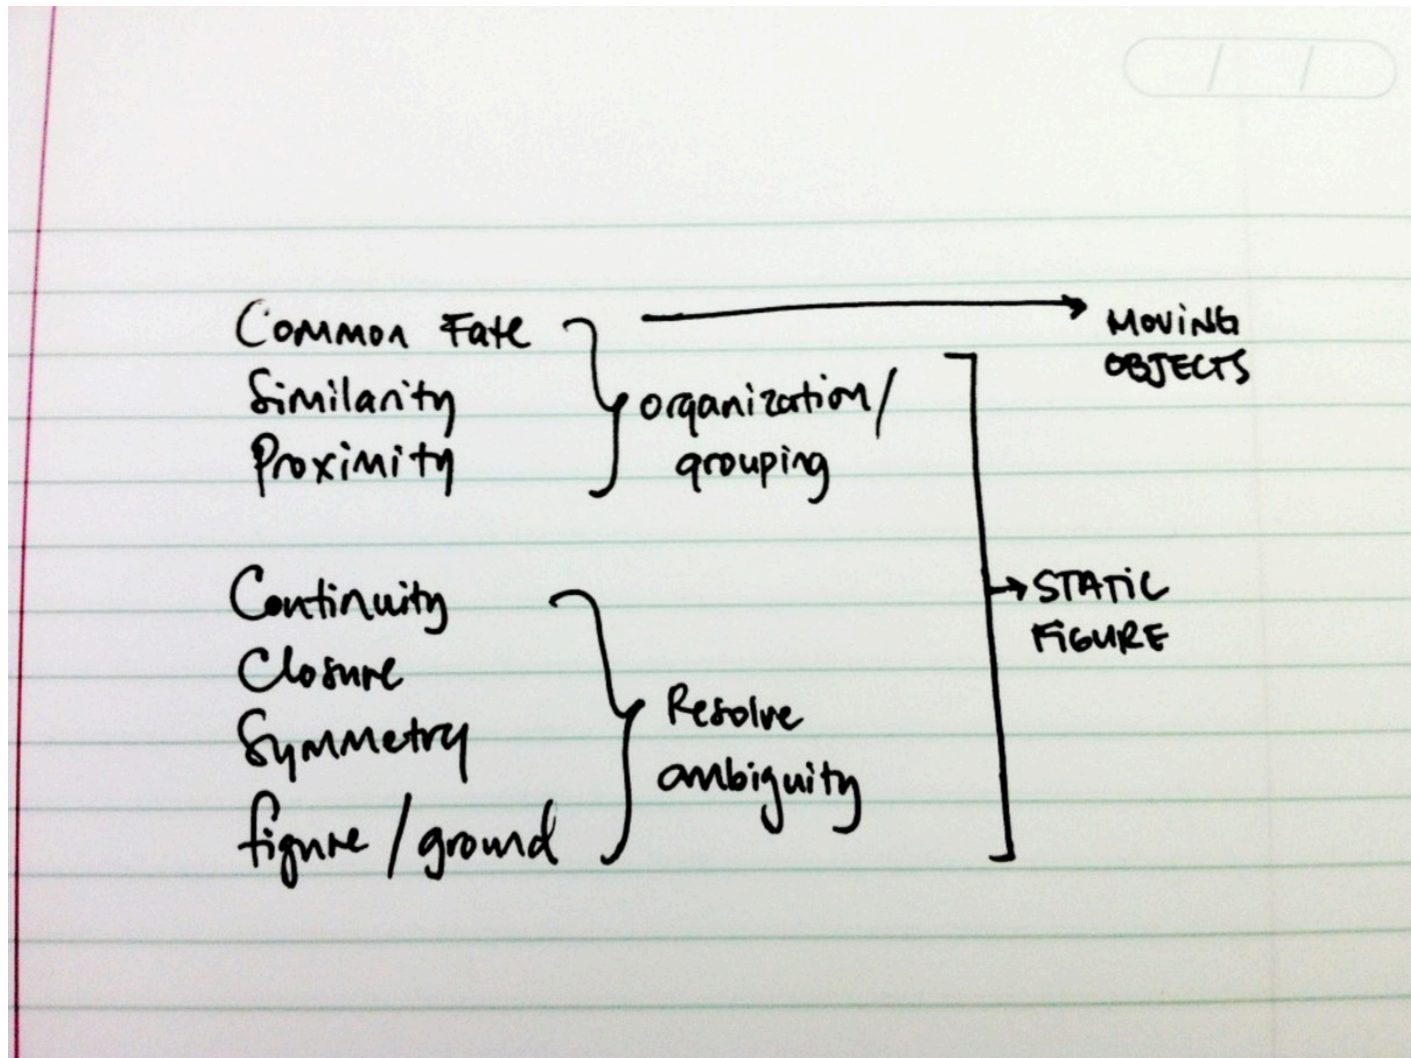 Common Fate
Similarity
Proximity
organization/
grouping
MOVING
OBJECTS
Continuity
Closure
Symmetry
figure / ground
Resolve
ambiguity
STATIC
FIGURE